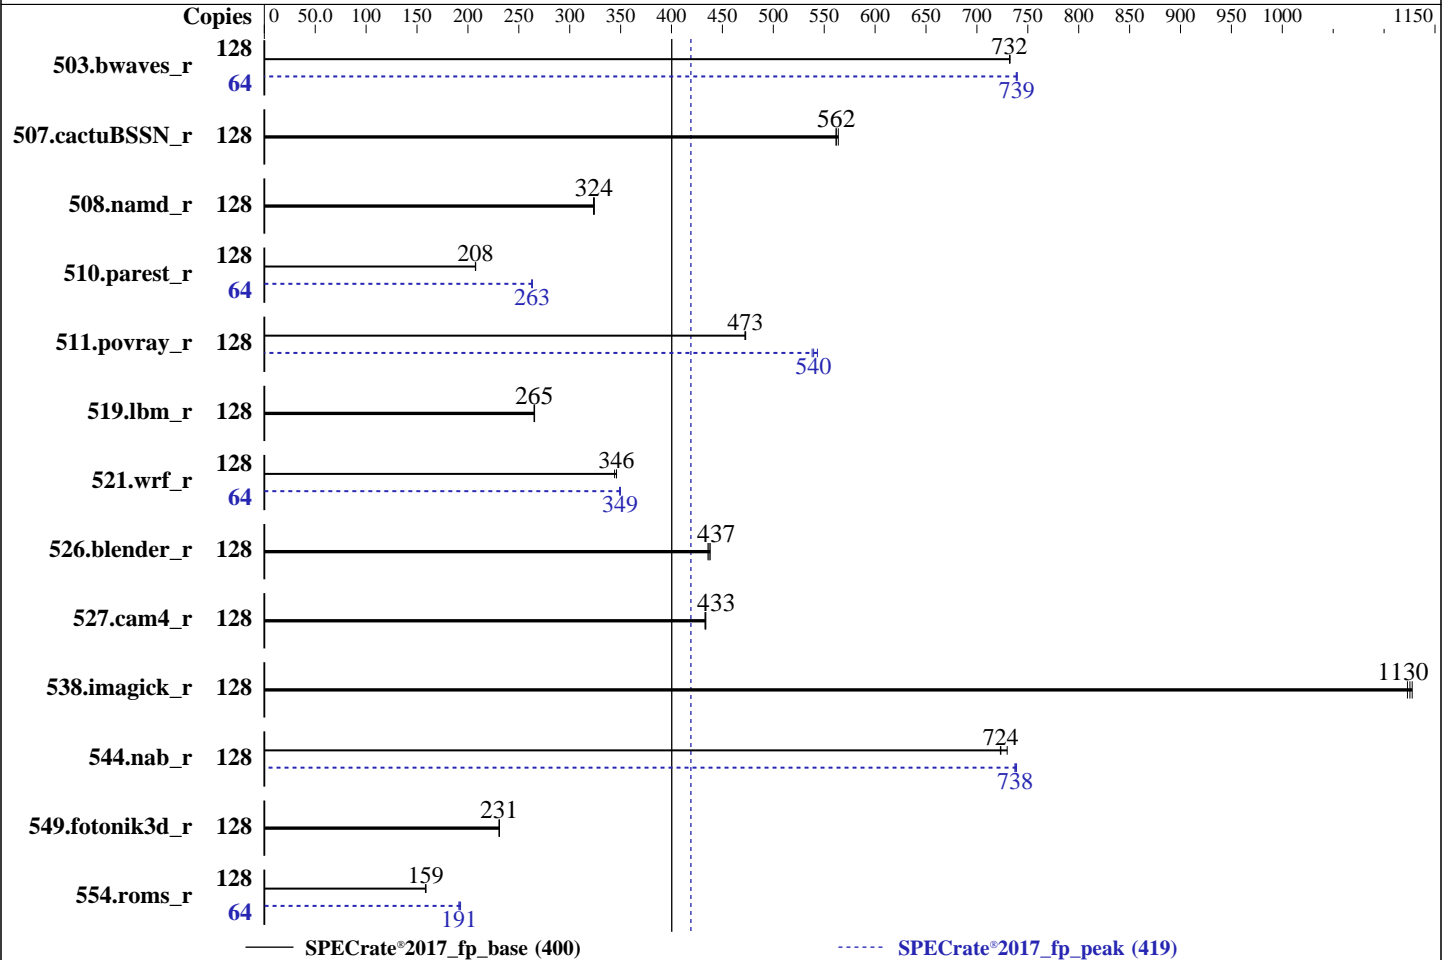 Copies 0 50.0 100 150 200 250 300 350 400 450 500 550 600 650 700 750 800 850 900 950 1000 1150
503.bwaves_r 128 732
64 739
507.cactuBSSN_r 128 562
508.namd_r 128 324
510.parest_r 128 208
64 263
511.povray_r 128 473
540
519.lbm_r 128 265
521.wrf_r 128 346
64 349
526.blender_r 128 437
527.cam4_r 128 433
538.imagick_r 128 1130
544.nab_r 128 724
738
549.fotonik3d_r 128 231
554.roms_r 128 159
64 191
SPECrate®2017_fp_base (400) SPECrate®2017_fp_peak (419)